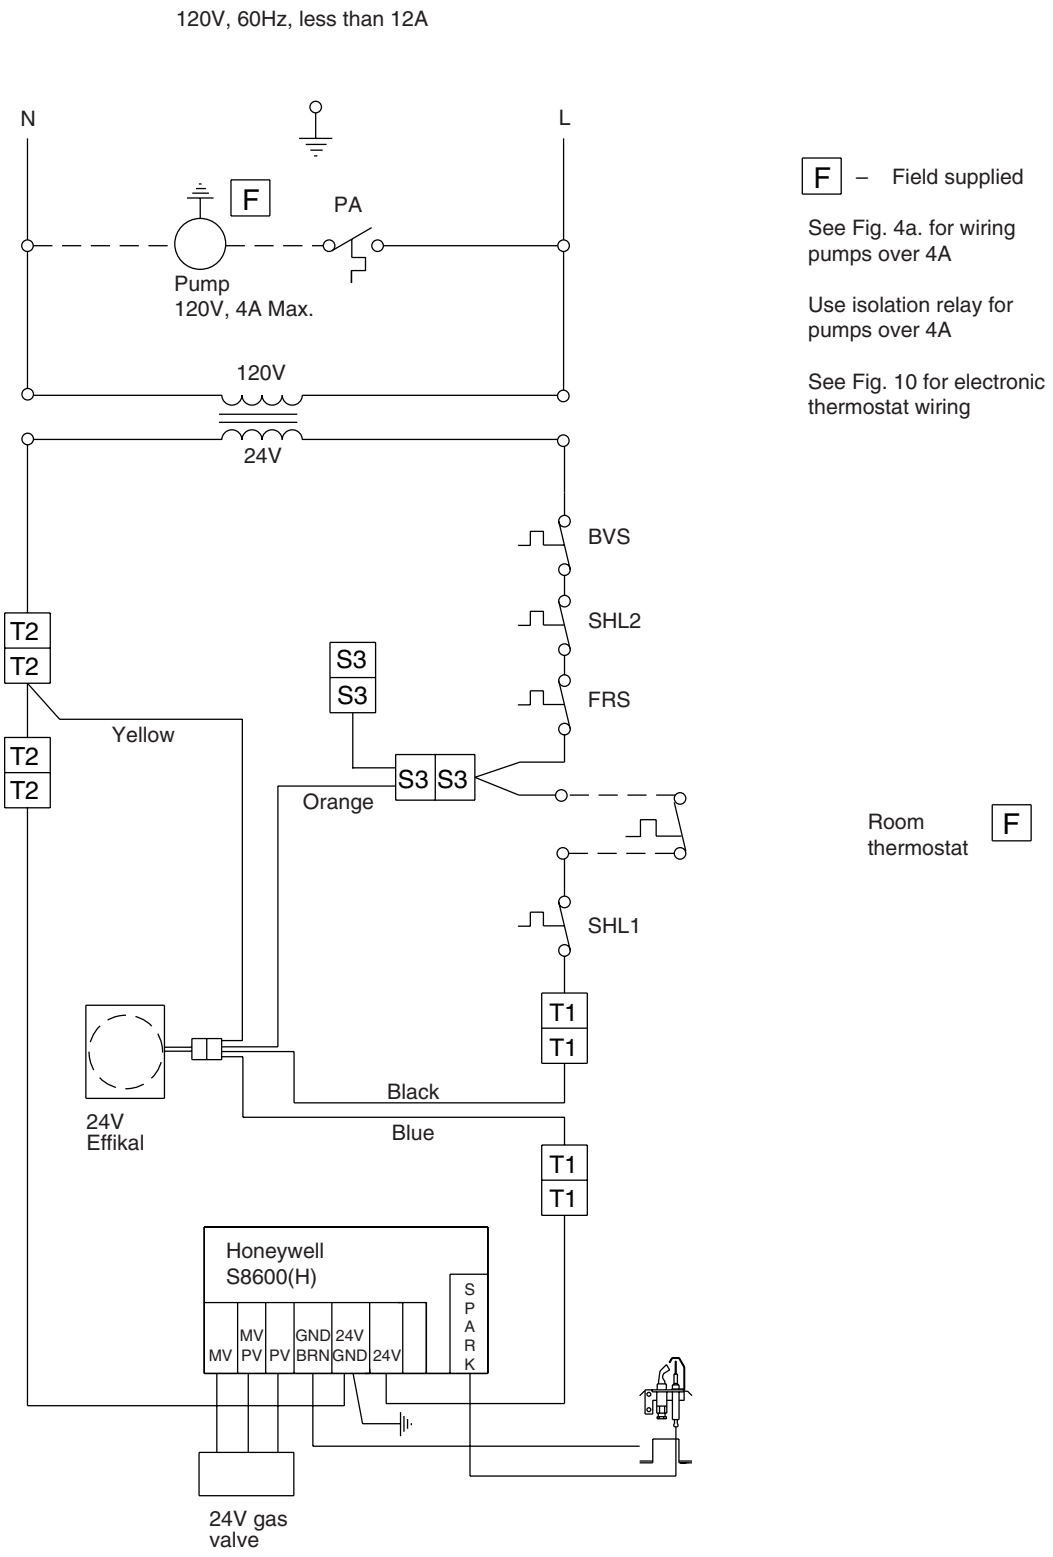 120V, 60Hz, less than 12A
N
L
F
PA
Pump
120V, 4A Max.
F – Field supplied
See Fig. 4a. for wiring
pumps over 4A
Use isolation relay for
pumps over 4A
See Fig. 10 for electronic
thermostat wiring
120V
24V
BVS
SHL2
FRS
T2
T2
S3
S3
Yellow
T2
T2
S3 S3
Orange
Room
thermostat
F
SHL1
T1
T1
Black
Blue
24V
Effikal
T1
T1
Honeywell
S8600(H)
SPARK
MV
MV
PV
PV
GND
BRN
24V
GND
24V
24V gas
valve